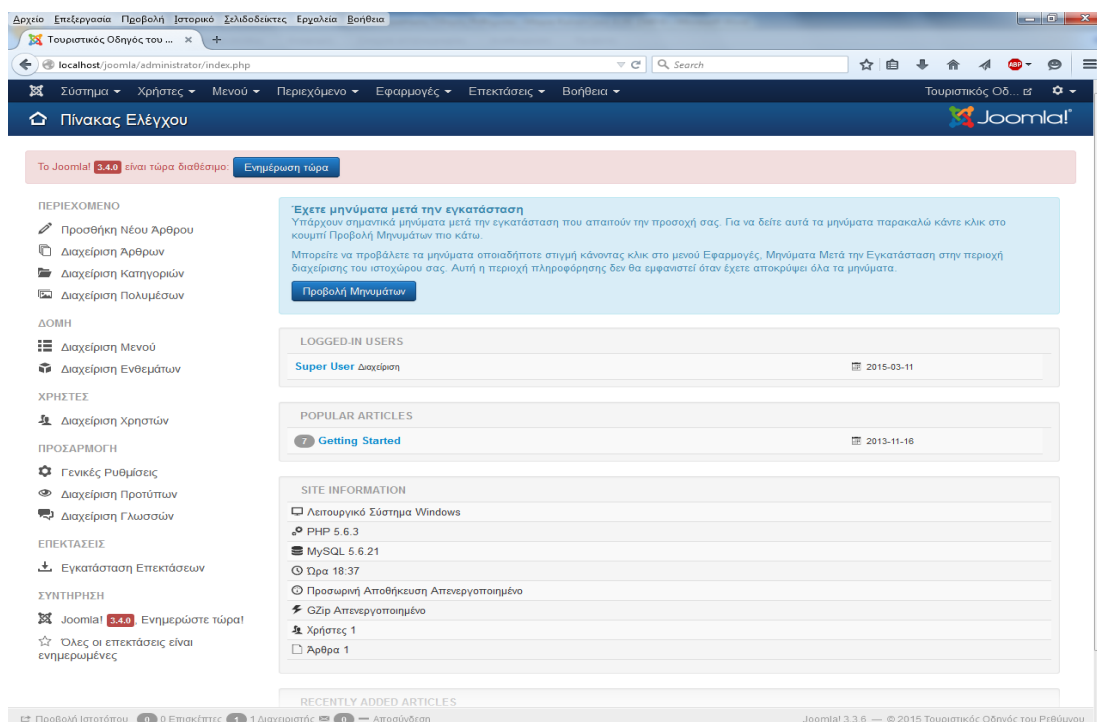 Αρχείο Επεξεργασία Προβολή Ιστορικό Σελιδοδείκτες Εργαλεία Βοήθεια
Τουριστικός Οδηγός του ... × +
localhost/joomla/administrator/index.php Search ABP
Σύστημα Χρήστες Μενού Περιεχόμενο Εφαρμογές Επεκτάσεις Βοήθεια Τουριστικός Οδ...
Πίνακας Ελέγχου Joomla!
Το Joomla! 3.4.0 είναι τώρα διαθέσιμο: Ενημέρωση τώρα
ΠΕΡΙΕΧΟΜΕΝΟ
Προσθήκη Νέου Άρθρου
Διαχείριση Άρθρων
Διαχείριση Κατηγοριών
Διαχείριση Πολυμέσων
ΔΟΜΗ
Διαχείριση Μενού
Διαχείριση Ενθεμάτων
ΧΡΗΣΤΕΣ
Διαχείριση Χρηστών
ΠΡΟΣΑΡΜΟΓΗ
Γενικές Ρυθμίσεις
Διαχείριση Προτύπων
Διαχείριση Γλωσσών
ΕΠΕΚΤΑΣΕΙΣ
Εγκατάσταση Επεκτάσεων
ΣΥΝΤΗΡΗΣΗ
Joomla! 3.4.0, Ενημερώστε τώρα!
Όλες οι επεκτάσεις είναι
ενημερωμένες
Έχετε μηνύματα μετά την εγκατάσταση
Υπάρχουν σημαντικά μηνύματα μετά την εγκατάσταση που απαιτούν την προσοχή σας. Για να δείτε αυτά τα μηνύματα παρακαλώ κάντε κλικ στο
κουμπί Προβολή Μηνυμάτων πιο κάτω.
Μπορείτε να προβάλετε τα μηνύματα οποιαδήποτε στιγμή κάνοντας κλικ στο μενού Εφαρμογές, Μηνύματα Μετά την Εγκατάσταση στην περιοχή
διαχείρισης του ιστοχώρου σας. Αυτή η περιοχή πληροφόρησης δεν θα εμφανιστεί όταν έχετε αποκρύψει όλα τα μηνύματα.
Προβολή Μηνυμάτων
LOGGED-IN USERS
Super User Διαχείριση 2015-03-11
POPULAR ARTICLES
7 Getting Started 2013-11-16
SITE INFORMATION
Λειτουργικό Σύστημα Windows
PHP 5.6.3
MySQL 5.6.21
Ώρα 18:37
Προσωρινή Αποθήκευση Απενεργοποιημένο
GZip Απενεργοποιημένο
Χρήστες 1
Άρθρα 1
RECENTLY ADDED ARTICLES
Προβολή Ιστοτόπου 0 0 Επισκέπτες 1 1 Διαχειριστής 0 Αποσύνδεση Joomla! 3.3.6 — © 2015 Τουριστικός Οδηγός του Ρεθύμνου